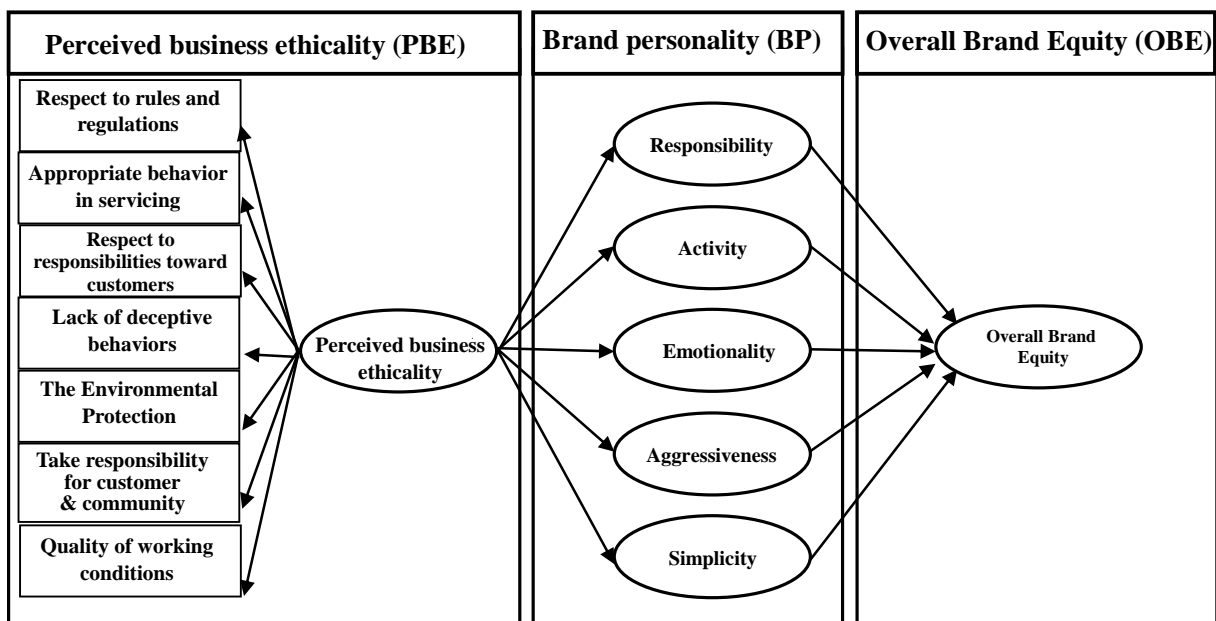 Perceived business ethicality (PBE)
Brand personality (BP)
Overall Brand Equity (OBE)
Respect to rules and
regulations
Appropriate behavior
in servicing
Respect to
responsibilities toward
customers
Lack of deceptive
behaviors
The Environmental
Protection
Take responsibility
for customer
& community
Quality of working
conditions
Perceived business
ethicality
Responsibility
Activity
Emotionality
Aggressiveness
Simplicity
Overall Brand
Equity